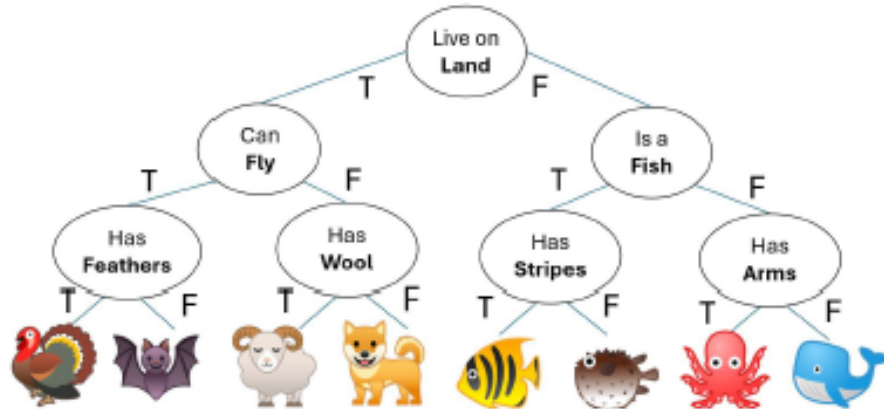 Live on
Land
T
F
Can
Fly
Is a
Fish
T
F
T
F
Has
Feathers
Has
Wool
Has
Stripes
Has
Arms
T
F
T
F
T
F
T
F